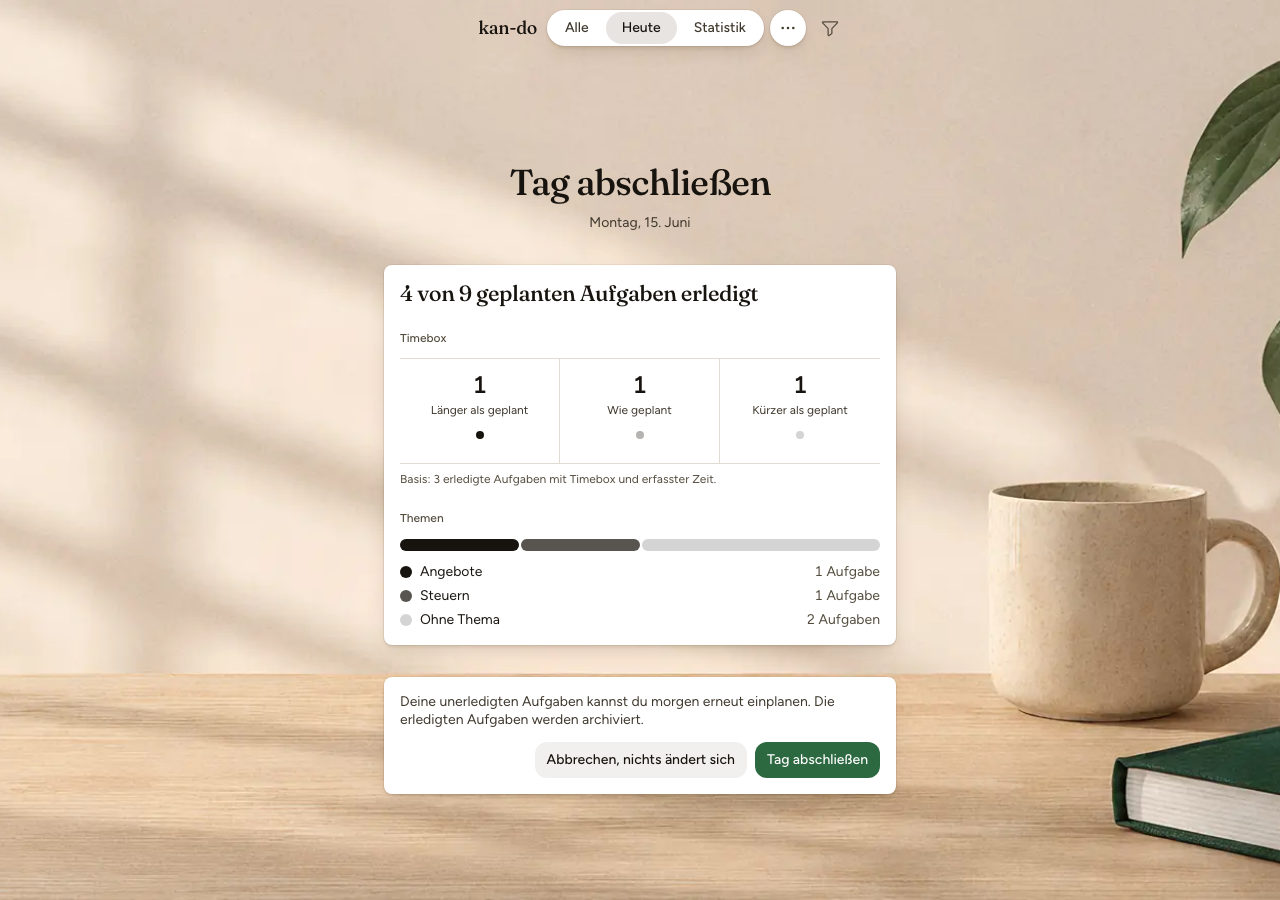 kan-do
Alle
Heute
Statistik
Tag abschließen
Montag, 15. Juni
4 von 9 geplanten Aufgaben erledigt
Timebox
1
Länger als geplant
1
Wie geplant
1
Kürzer als geplant
Basis: 3 erledigte Aufgaben mit Timebox und erfasster Zeit.
Themen
Angebote
1 Aufgabe
Steuern
1 Aufgabe
Ohne Thema
2 Aufgaben
Deine unerledigten Aufgaben kannst du morgen erneut einplanen. Die
erledigten Aufgaben werden archiviert.
Abbrechen, nichts ändert sich
Tag abschließen